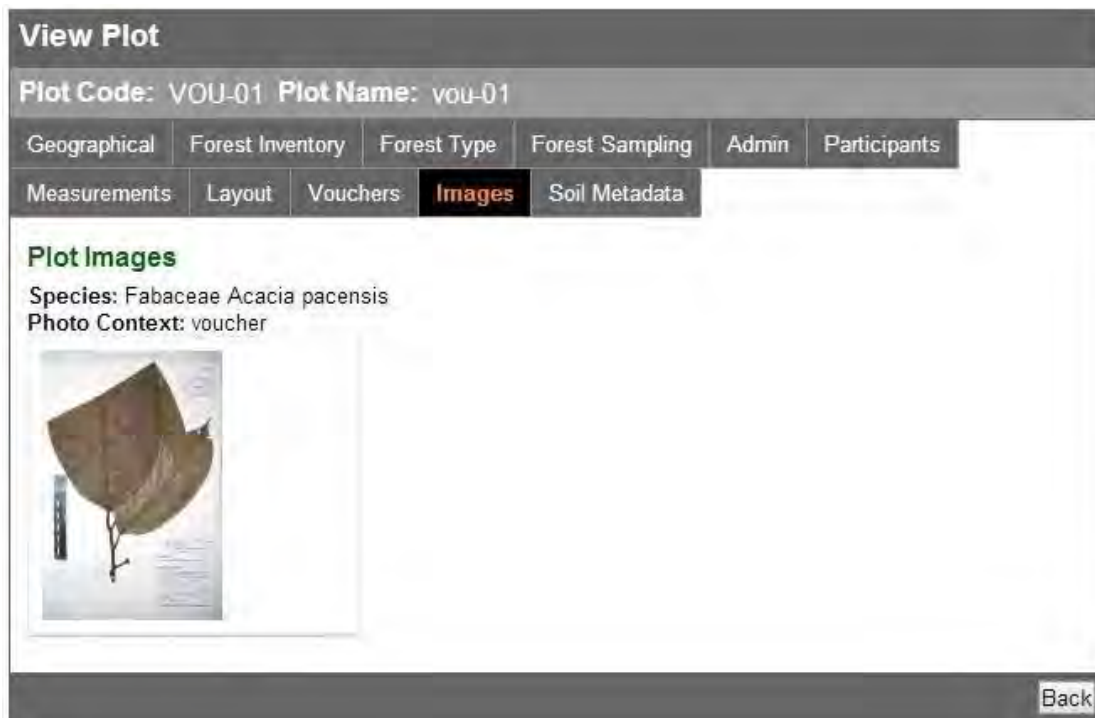 View Plot
Plot Code: VOU-01 Plot Name: vou-01
Geographical Forest Inventory Forest Type Forest Sampling Admin Participants
Measurements Layout Vouchers Images Soil Metadata
Plot Images
Species: Fabaceae Acacia pacensis
Photo Context: voucher
Back